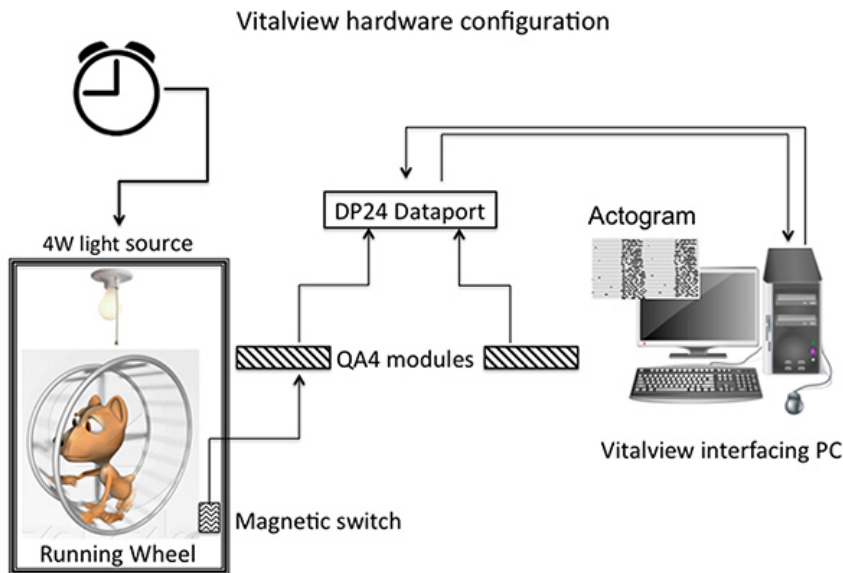 Vitalview hardware configuration
DP24 Dataport
Actogram
4W light source
QA4 modules
Vitalview interfacing PC
Magnetic switch
Running Wheel